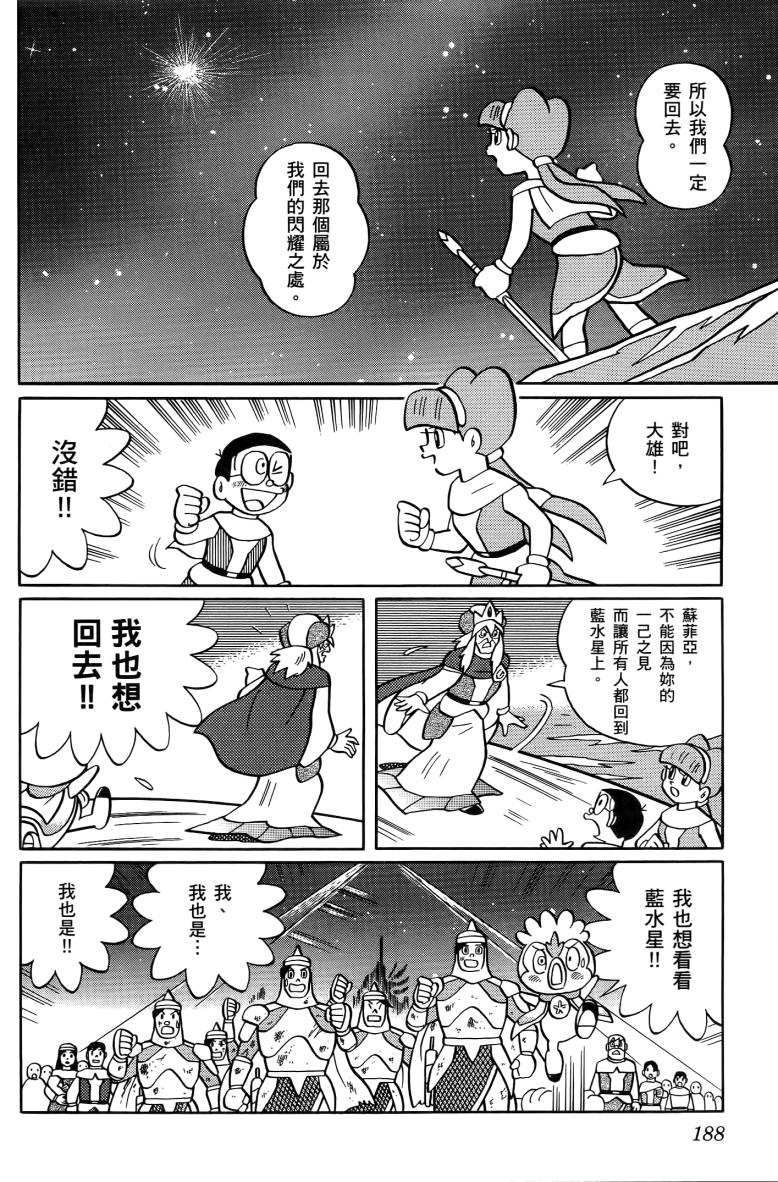 所以我們一定
要回去。
回去那個屬於
我們的閃耀之處。
對吧，
大雄！
沒錯!!
蘇菲亞，
不能因為妳的
一己之見
而讓所有人都回到
藍水星上。
我也想
回去!!
我也想看看
藍水星!!
我、
我也是…
我也是!!
188